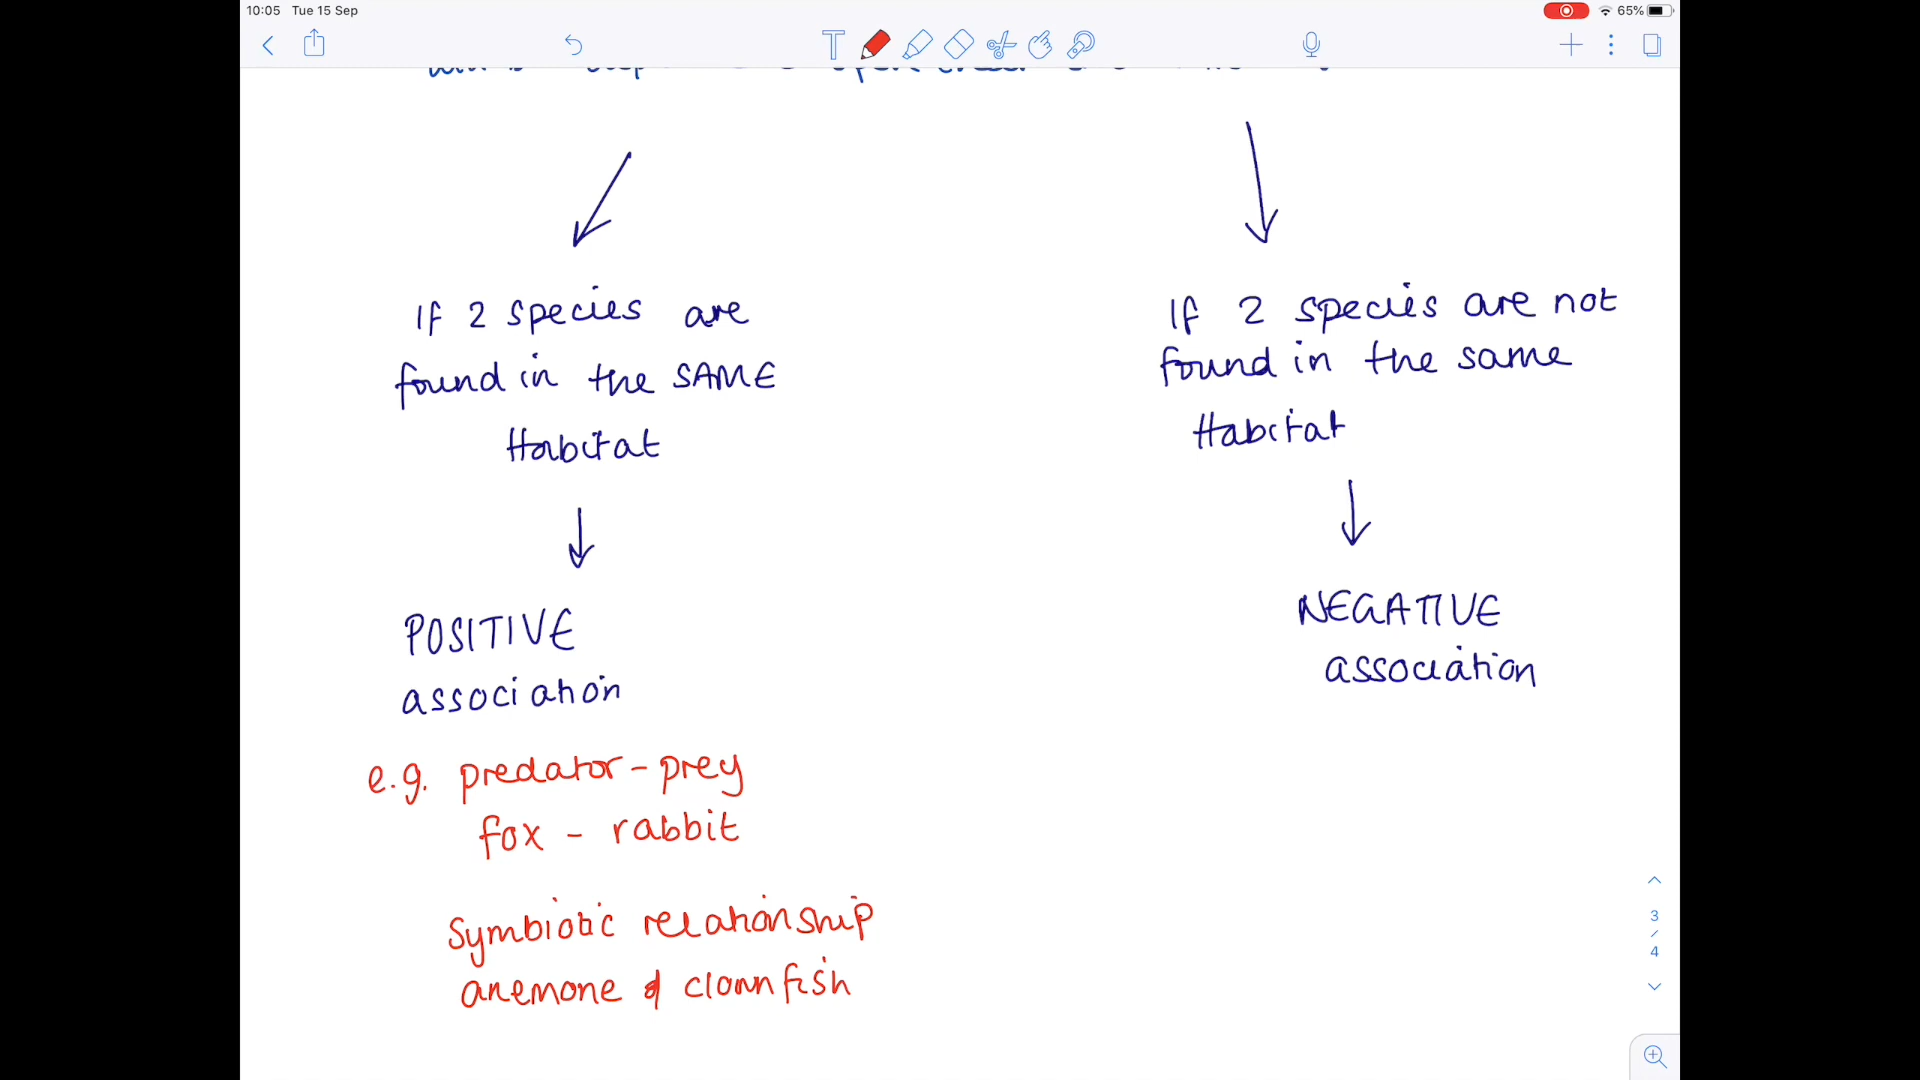 10:05 Tue 15 Sep
65%
T
If 2 species are
found in the SAME
Habitat
POSITIVE
association
e.g. predator - prey
fox - rabbit
Symbiotic relationship
anemone & clownfish
If 2 species are not
found in the same
Habitat
NEGATIVE
association
3
/
4